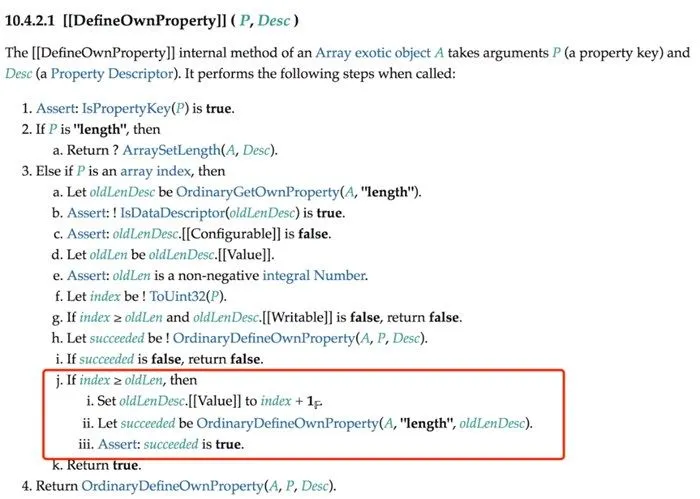 10.4.2.1 [[DefineOwnProperty]] ( P, Desc )
The [[DefineOwnProperty]] internal method of an Array exotic object A takes arguments P (a property key) and
Desc (a Property Descriptor). It performs the following steps when called:
1. Assert: IsPropertyKey(P) is true.
2. If P is "length", then
a. Return ? ArraySetLength(A, Desc).
3. Else if P is an array index, then
a. Let oldLenDesc be OrdinaryGetOwnProperty(A, "length").
b. Assert: ! IsDataDescriptor(oldLenDesc) is true.
c. Assert: oldLenDesc.[[Configurable]] is false.
d. Let oldLen be oldLenDesc.[[Value]].
e. Assert: oldLen is a non-negative integral Number.
f. Let index be ! ToUint32(P).
g. If index ≥ oldLen and oldLenDesc.[[Writable]] is false, return false.
h. Let succeeded be ! OrdinaryDefineOwnProperty(A, P, Desc).
i. If succeeded is false, return false.
j. If index ≥ oldLen, then
i. Set oldLenDesc.[[Value]] to index + 1𝔽.
ii. Let succeeded be OrdinaryDefineOwnProperty(A, "length", oldLenDesc).
iii. Assert: succeeded is true.
k. Return true.
4. Return OrdinaryDefineOwnProperty(A, P, Desc).